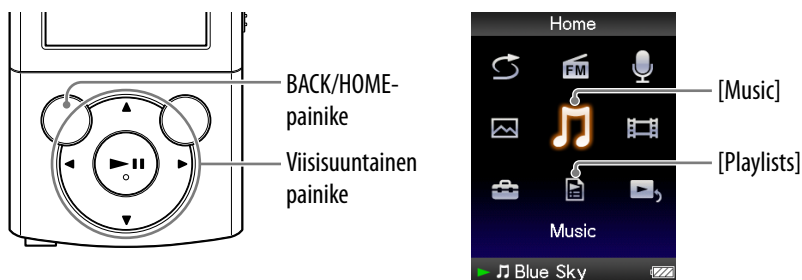 BACK/HOME-
painike
Viisisuuntainen
painike
Home
FM
[Music]
[Playlists]
Music
Blue Sky